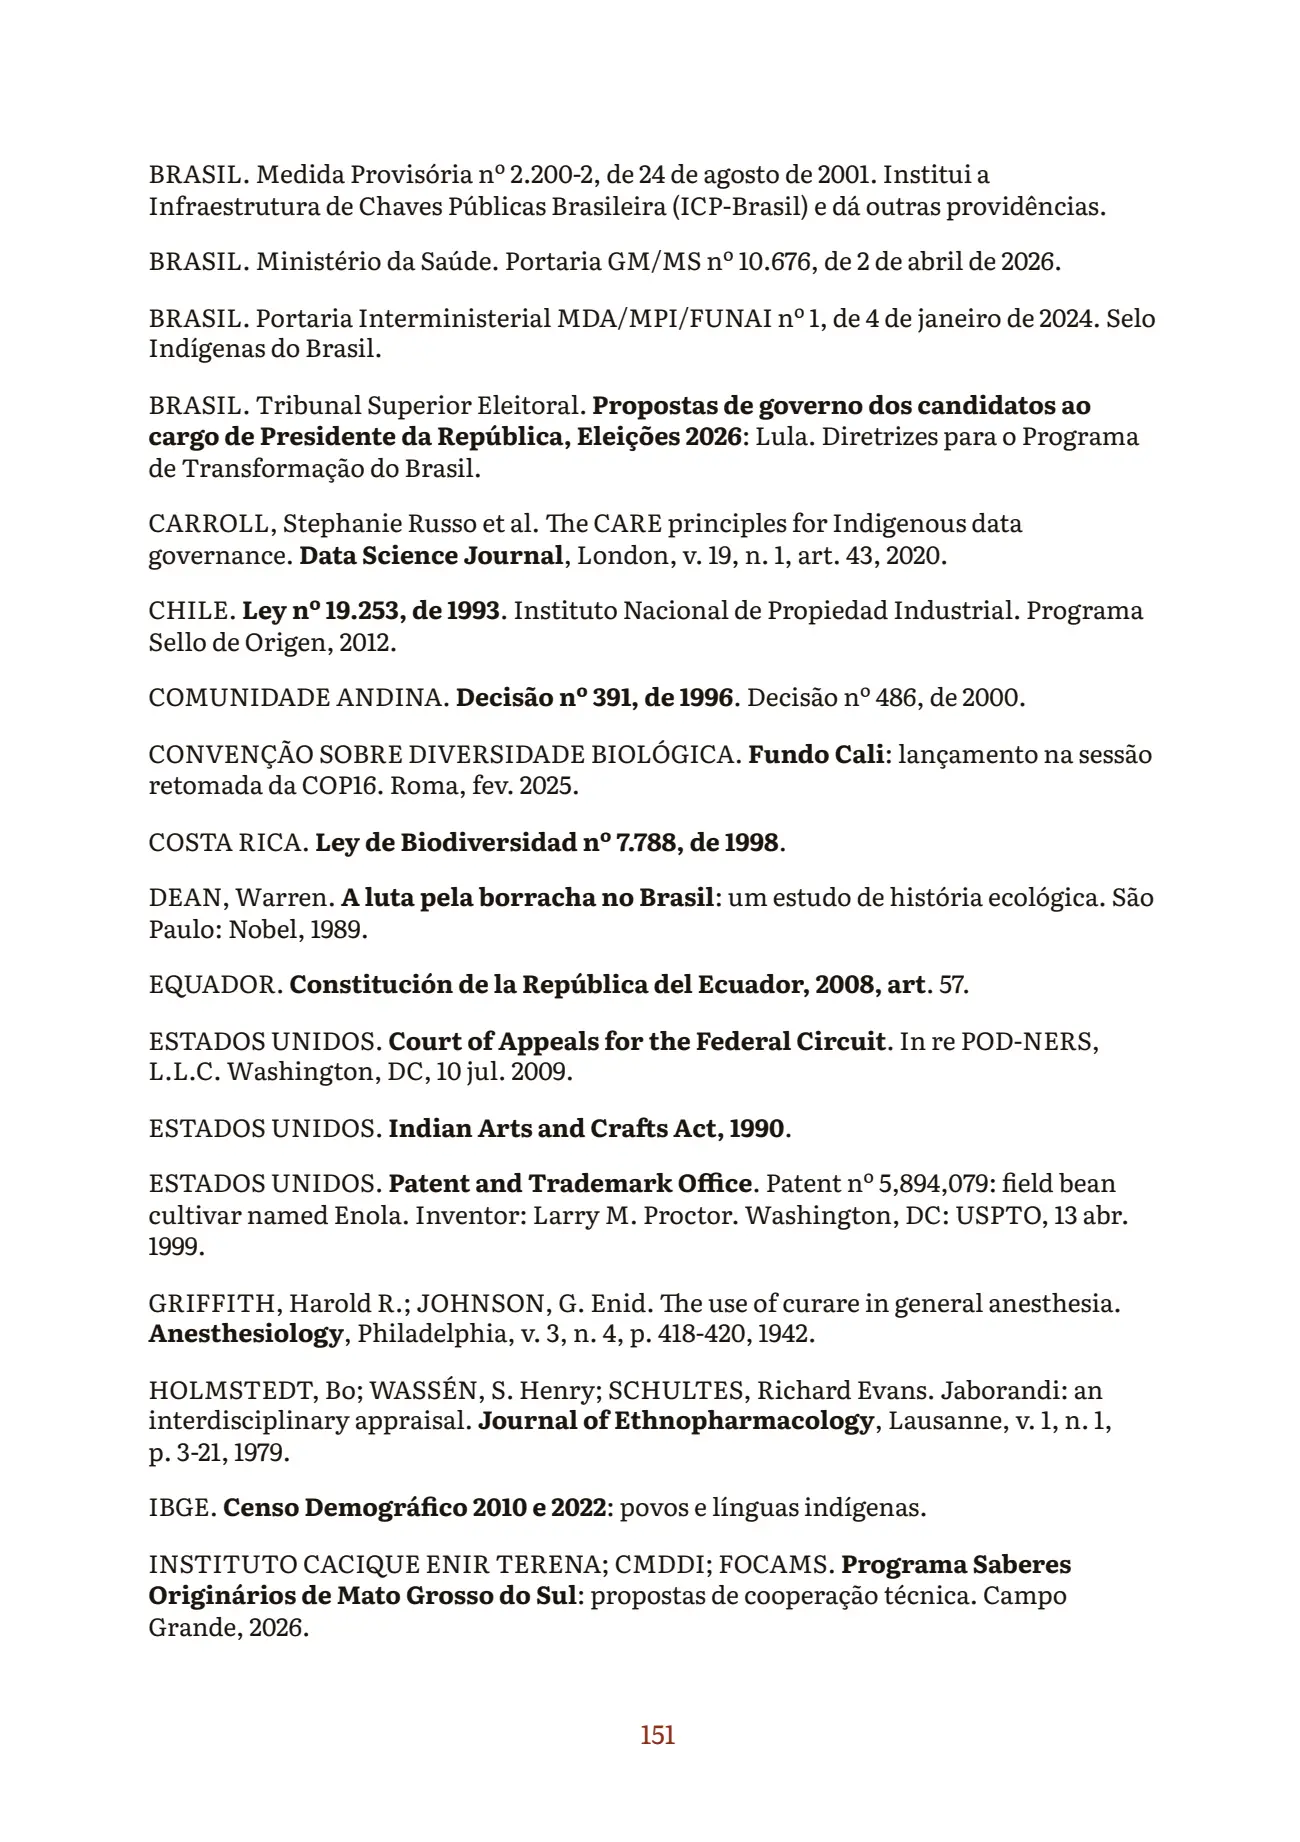 BRASIL. Medida Provisória nº 2.200-2, de 24 de agosto de 2001. Institui a
Infraestrutura de Chaves Públicas Brasileira (ICP-Brasil) e dá outras providências.
BRASIL. Ministério da Saúde. Portaria GM/MS nº 10.676, de 2 de abril de 2026.
BRASIL. Portaria Interministerial MDA/MPI/FUNAI nº 1, de 4 de janeiro de 2024. Selo
Indígenas do Brasil.
BRASIL. Tribunal Superior Eleitoral. Propostas de governo dos candidatos ao
cargo de Presidente da República, Eleições 2026: Lula. Diretrizes para o Programa
de Transformação do Brasil.
CARROLL, Stephanie Russo et al. The CARE principles for Indigenous data
governance. Data Science Journal, London, v. 19, n. 1, art. 43, 2020.
CHILE. Ley nº 19.253, de 1993. Instituto Nacional de Propiedad Industrial. Programa
Sello de Origen, 2012.
COMUNIDADE ANDINA. Decisão nº 391, de 1996. Decisão nº 486, de 2000.
CONVENÇÃO SOBRE DIVERSIDADE BIOLÓGICA. Fundo Cali: lançamento na sessão
retomada da COP16. Roma, fev. 2025.
COSTA RICA. Ley de Biodiversidad nº 7.788, de 1998.
DEAN, Warren. A luta pela borracha no Brasil: um estudo de história ecológica. São
Paulo: Nobel, 1989.
EQUADOR. Constitución de la República del Ecuador, 2008, art. 57.
ESTADOS UNIDOS. Court of Appeals for the Federal Circuit. In re POD-NERS,
L.L.C. Washington, DC, 10 jul. 2009.
ESTADOS UNIDOS. Indian Arts and Crafts Act, 1990.
ESTADOS UNIDOS. Patent and Trademark Office. Patent nº 5,894,079: field bean
cultivar named Enola. Inventor: Larry M. Proctor. Washington, DC: USPTO, 13 abr.
1999.
GRIFFITH, Harold R.; JOHNSON, G. Enid. The use of curare in general anesthesia.
Anesthesiology, Philadelphia, v. 3, n. 4, p. 418-420, 1942.
HOLMSTEDT, Bo; WASSÉN, S. Henry; SCHULTES, Richard Evans. Jaborandi: an
interdisciplinary appraisal. Journal of Ethnopharmacology, Lausanne, v. 1, n. 1,
p. 3-21, 1979.
IBGE. Censo Demográfico 2010 e 2022: povos e línguas indígenas.
INSTITUTO CACIQUE ENIR TERENA; CMDDI; FOCAMS. Programa Saberes
Originários de Mato Grosso do Sul: propostas de cooperação técnica. Campo
Grande, 2026.
151